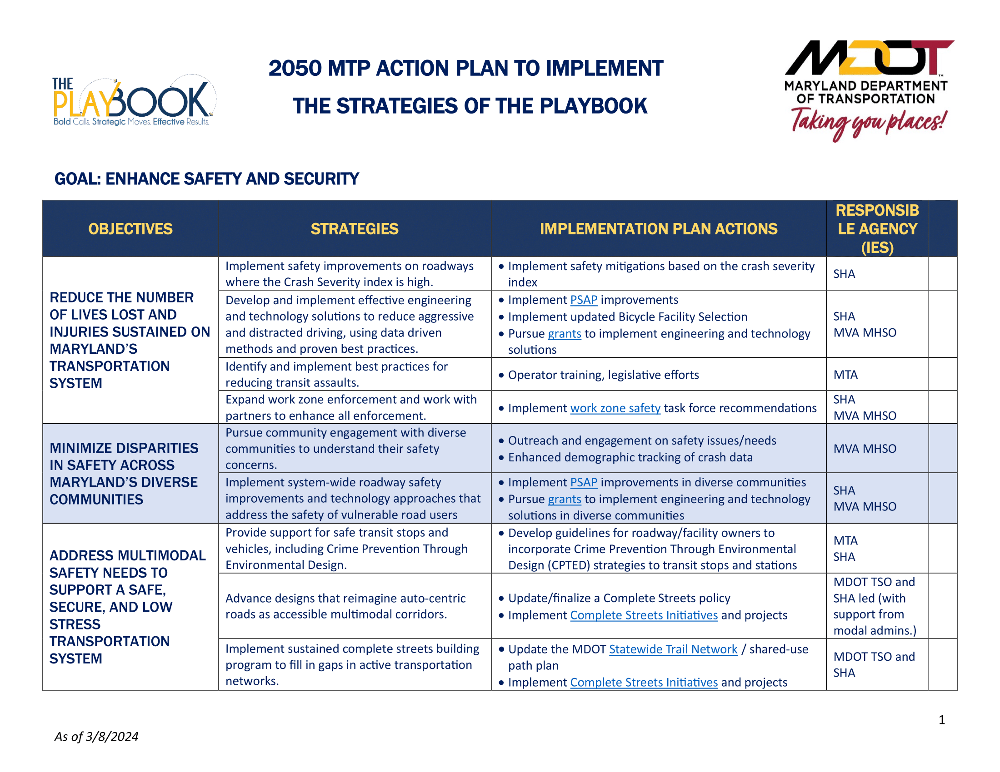 THE
PLAYBOOK
Bold Calls. Strategic Moves. Effective Results.
2050 MTP ACTION PLAN TO IMPLEMENT
THE STRATEGIES OF THE PLAYBOOK
MDOT™
MARYLAND DEPARTMENT
OF TRANSPORTATION
Taking you places!
GOAL: ENHANCE SAFETY AND SECURITY
OBJECTIVES
STRATEGIES
IMPLEMENTATION PLAN ACTIONS
RESPONSIB
LE AGENCY
(IES)
REDUCE THE NUMBER
OF LIVES LOST AND
INJURIES SUSTAINED ON
MARYLAND’S
TRANSPORTATION
SYSTEM
Implement safety improvements on roadways
where the Crash Severity index is high.
• Implement safety mitigations based on the crash severity
index
SHA
Develop and implement effective engineering
and technology solutions to reduce aggressive
and distracted driving, using data driven
methods and proven best practices.
• Implement PSAP improvements
• Implement updated Bicycle Facility Selection
• Pursue grants to implement engineering and technology
solutions
SHA
MVA MHSO
Identify and implement best practices for
reducing transit assaults.
• Operator training, legislative efforts
MTA
Expand work zone enforcement and work with
partners to enhance all enforcement.
• Implement work zone safety task force recommendations
SHA
MVA MHSO
MINIMIZE DISPARITIES
IN SAFETY ACROSS
MARYLAND’S DIVERSE
COMMUNITIES
Pursue community engagement with diverse
communities to understand their safety
concerns.
• Outreach and engagement on safety issues/needs
• Enhanced demographic tracking of crash data
MVA MHSO
Implement system-wide roadway safety
improvements and technology approaches that
address the safety of vulnerable road users
• Implement PSAP improvements in diverse communities
• Pursue grants to implement engineering and technology
solutions in diverse communities
SHA
MVA MHSO
ADDRESS MULTIMODAL
SAFETY NEEDS TO
SUPPORT A SAFE,
SECURE, AND LOW
STRESS
TRANSPORTATION
SYSTEM
Provide support for safe transit stops and
vehicles, including Crime Prevention Through
Environmental Design.
• Develop guidelines for roadway/facility owners to
incorporate Crime Prevention Through Environmental
Design (CPTED) strategies to transit stops and stations
MTA
SHA
Advance designs that reimagine auto-centric
roads as accessible multimodal corridors.
• Update/finalize a Complete Streets policy
• Implement Complete Streets Initiatives and projects
MDOT TSO and
SHA led (with
support from
modal admins.)
Implement sustained complete streets building
program to fill in gaps in active transportation
networks.
• Update the MDOT Statewide Trail Network / shared-use
path plan
• Implement Complete Streets Initiatives and projects
MDOT TSO and
SHA
1
As of 3/8/2024